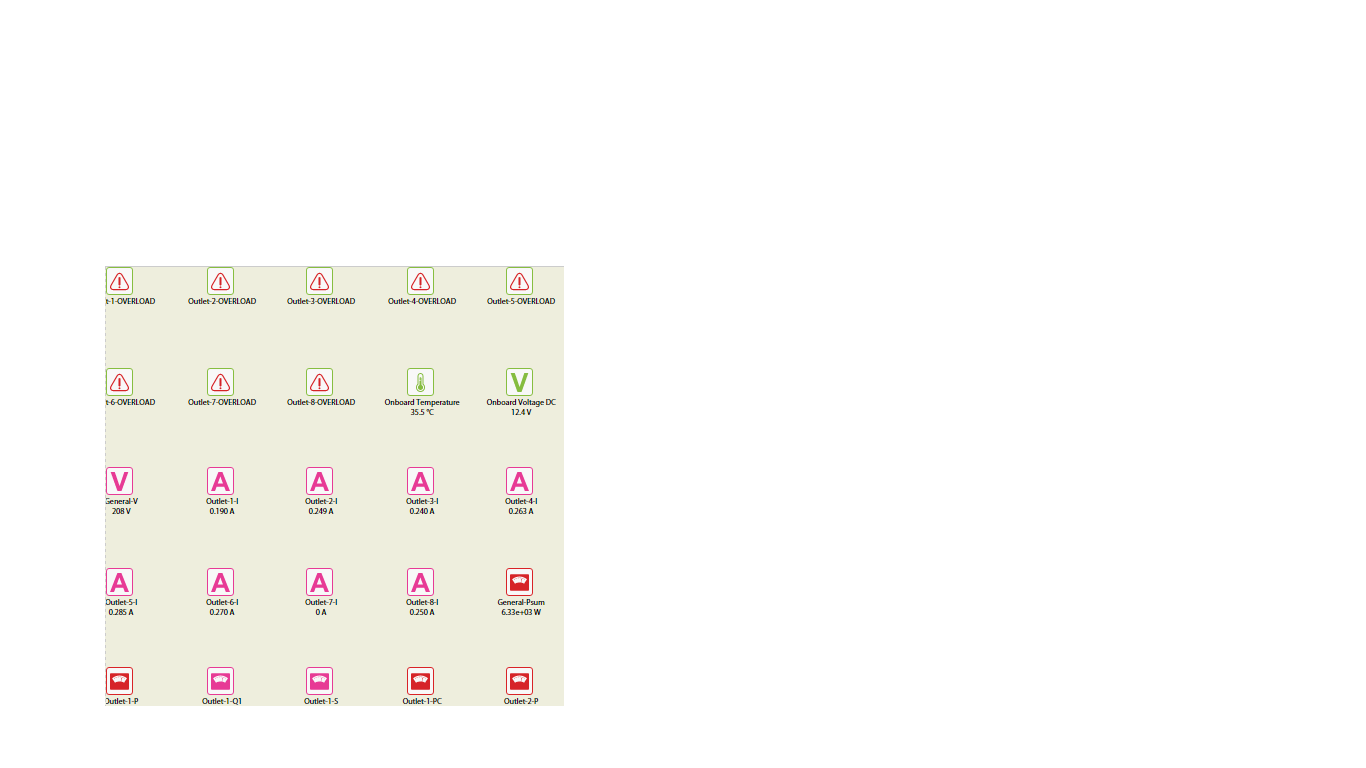 t-1-OVERLOAD Outlet-2-OVERLOAD Outlet-3-OVERLOAD Outlet-4-OVERLOAD Outlet-5-OVERLOAD
t-6-OVERLOAD Outlet-7-OVERLOAD Outlet-8-OVERLOAD Onboard Temperature Onboard Voltage DC
35.5 °C 12.4 V
V A A A A
General-V Outlet-1-I Outlet-2-I Outlet-3-I Outlet-4-I
208 V 0.190 A 0.249 A 0.240 A 0.263 A
A A A A
Outlet-5-I Outlet-6-I Outlet-7-I Outlet-8-I General-Psum
0.285 A 0.270 A 0 A 0.250 A 6.33e+03 W
Outlet-1-P Outlet-1-Q1 Outlet-1-S Outlet-1-PC Outlet-2-P